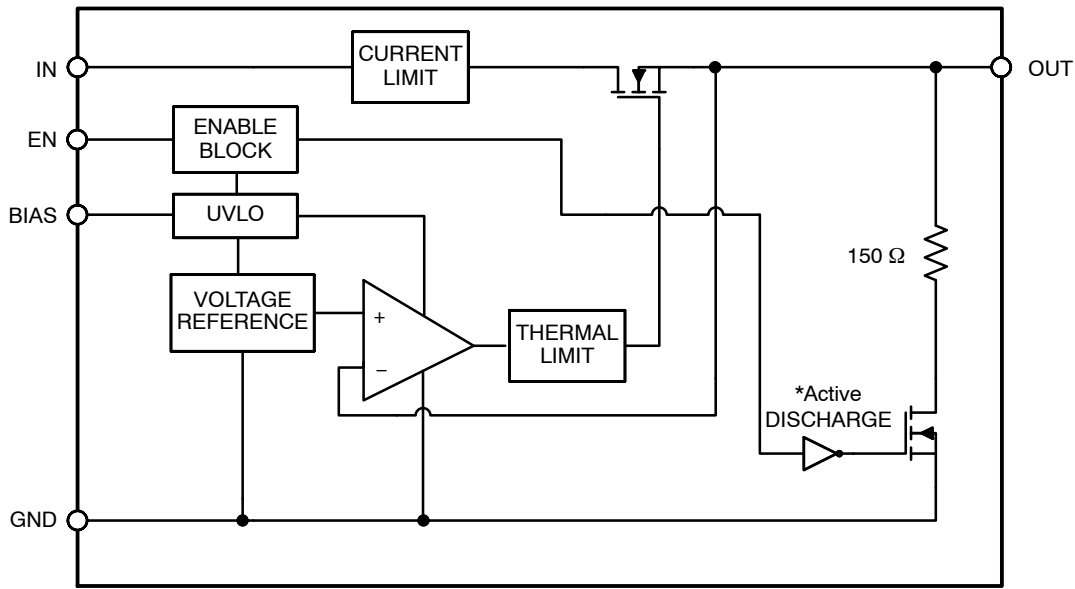 CURRENT
LIMIT
IN
OUT
EN
ENABLE
BLOCK
BIAS
UVLO
150 Ω
VOLTAGE
REFERENCE
+
−
THERMAL
LIMIT
*Active
DISCHARGE
GND